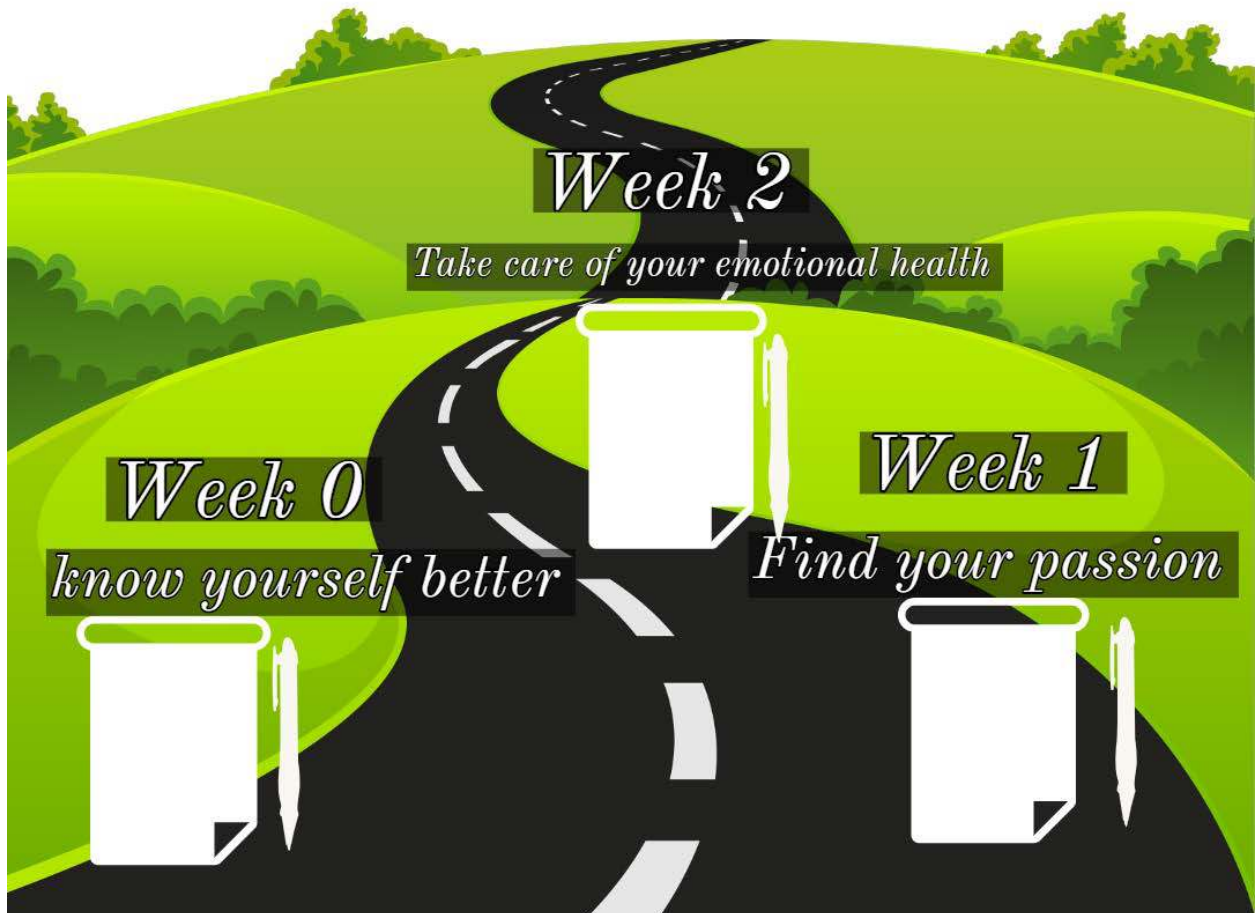 Week 2
Take care of your emotional health
Week 0
know yourself better
Week 1
Find your passion